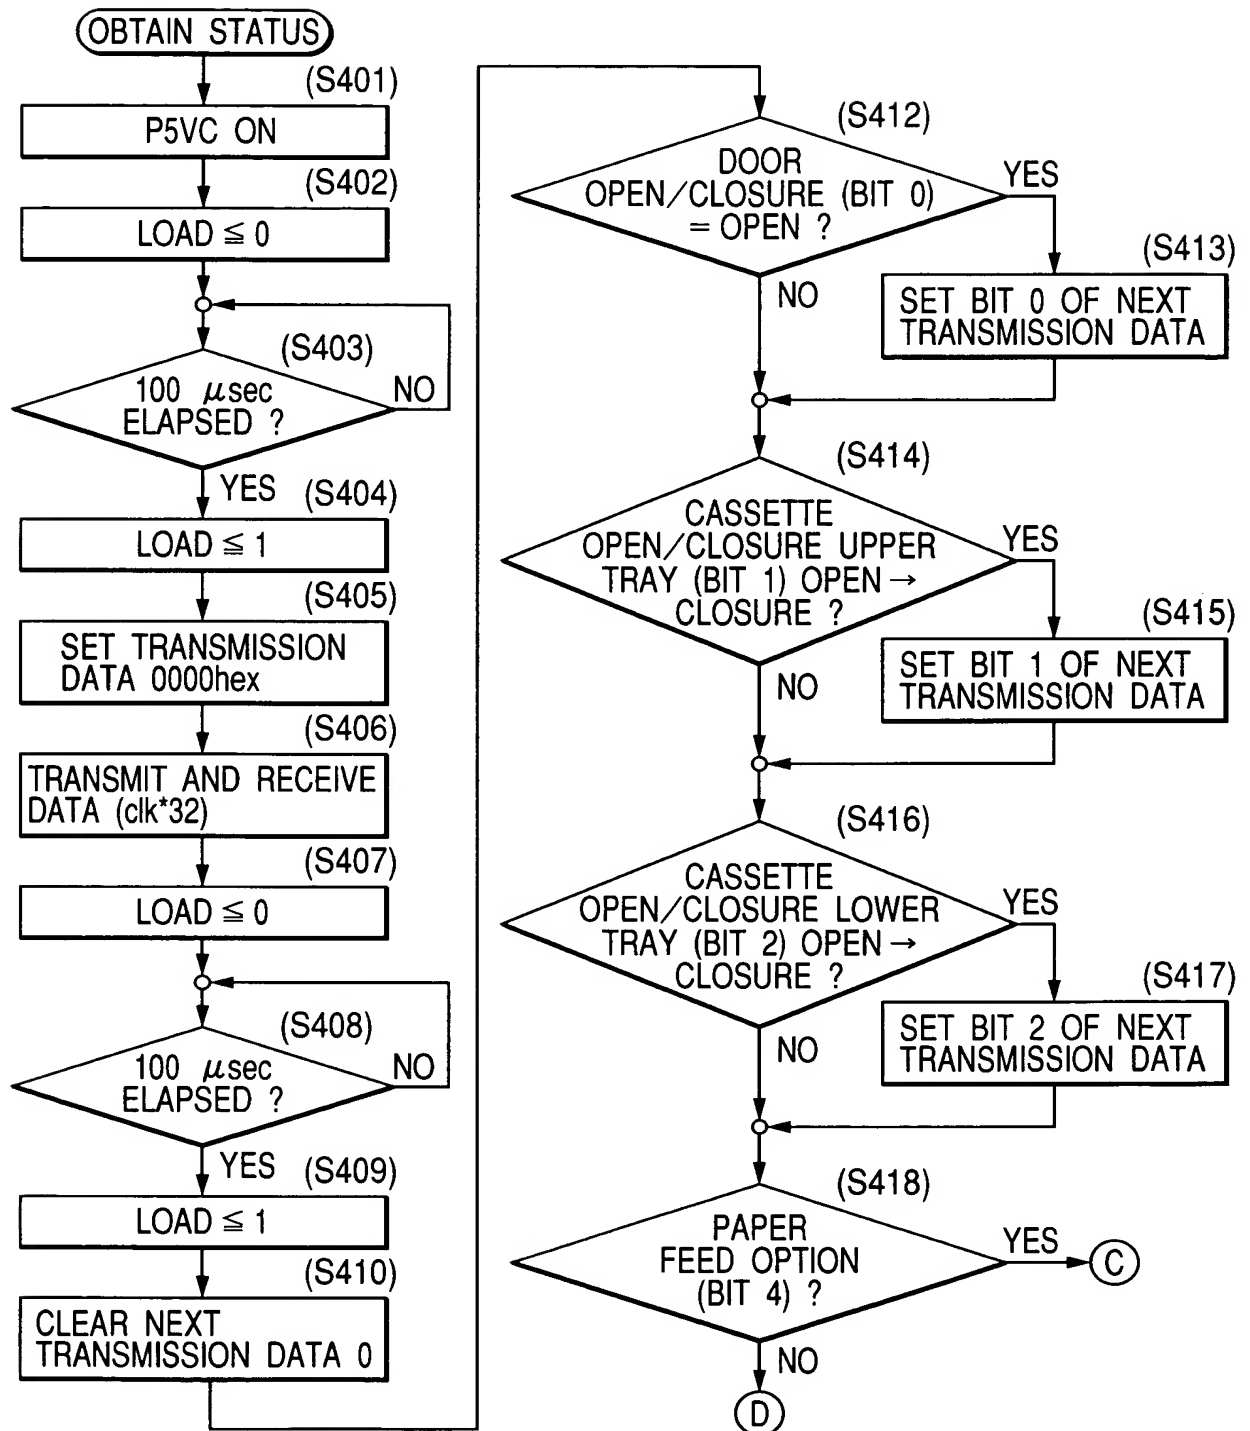 OBTAIN STATUS
(S401)
P5VC ON
(S402)
LOAD ≦ 0
(S403)
100 μsec
ELAPSED ?
NO
YES
(S404)
LOAD ≦ 1
(S405)
SET TRANSMISSION
DATA 0000hex
(S406)
TRANSMIT AND RECEIVE
DATA (clk*32)
(S407)
LOAD ≦ 0
(S408)
100 μsec
ELAPSED ?
NO
YES
(S409)
LOAD ≦ 1
(S410)
CLEAR NEXT
TRANSMISSION DATA 0
(S412)
DOOR
OPEN/CLOSURE (BIT 0)
= OPEN ?
YES
NO
(S413)
SET BIT 0 OF NEXT
TRANSMISSION DATA
(S414)
CASSETTE
OPEN/CLOSURE UPPER
TRAY (BIT 1) OPEN →
CLOSURE ?
YES
NO
(S415)
SET BIT 1 OF NEXT
TRANSMISSION DATA
(S416)
CASSETTE
OPEN/CLOSURE LOWER
TRAY (BIT 2) OPEN →
CLOSURE ?
YES
NO
(S417)
SET BIT 2 OF NEXT
TRANSMISSION DATA
(S418)
PAPER
FEED OPTION
(BIT 4) ?
YES
C
NO
D